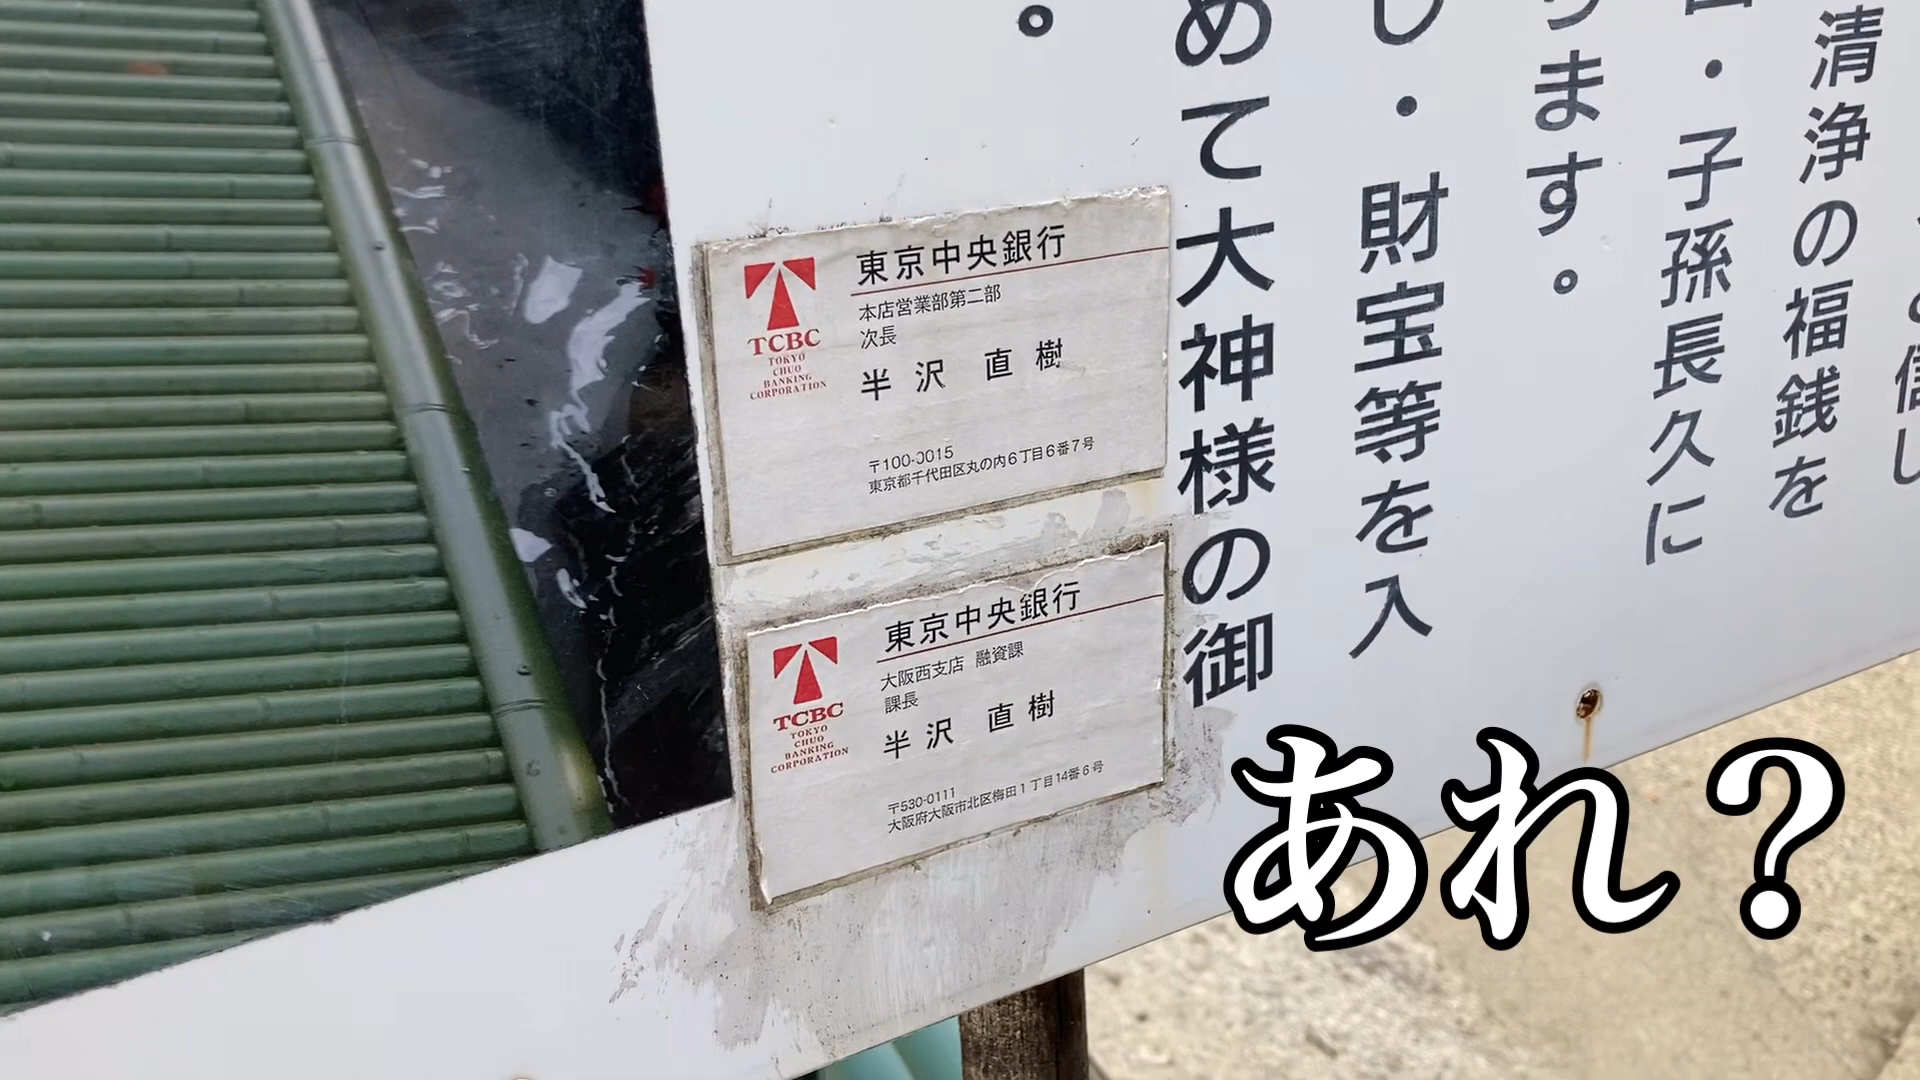 清浄の福銭を
・子孫長久に
ります。
し・財宝等を入
めて大神様の御
。
東京中央銀行
本店営業部第二部
次長
半沢 直樹
TCBC
TOKYO
CHUO
BANKING
CORPORATION
〒100-0015
東京都千代田区丸の内6丁目6番7号
東京中央銀行
大阪西支店 融資課
課長
半沢 直樹
TCBC
TOKYO
CHUO
BANKING
CORPORATION
〒530-0111
大阪府大阪市北区梅田1丁目14番6号
あれ？